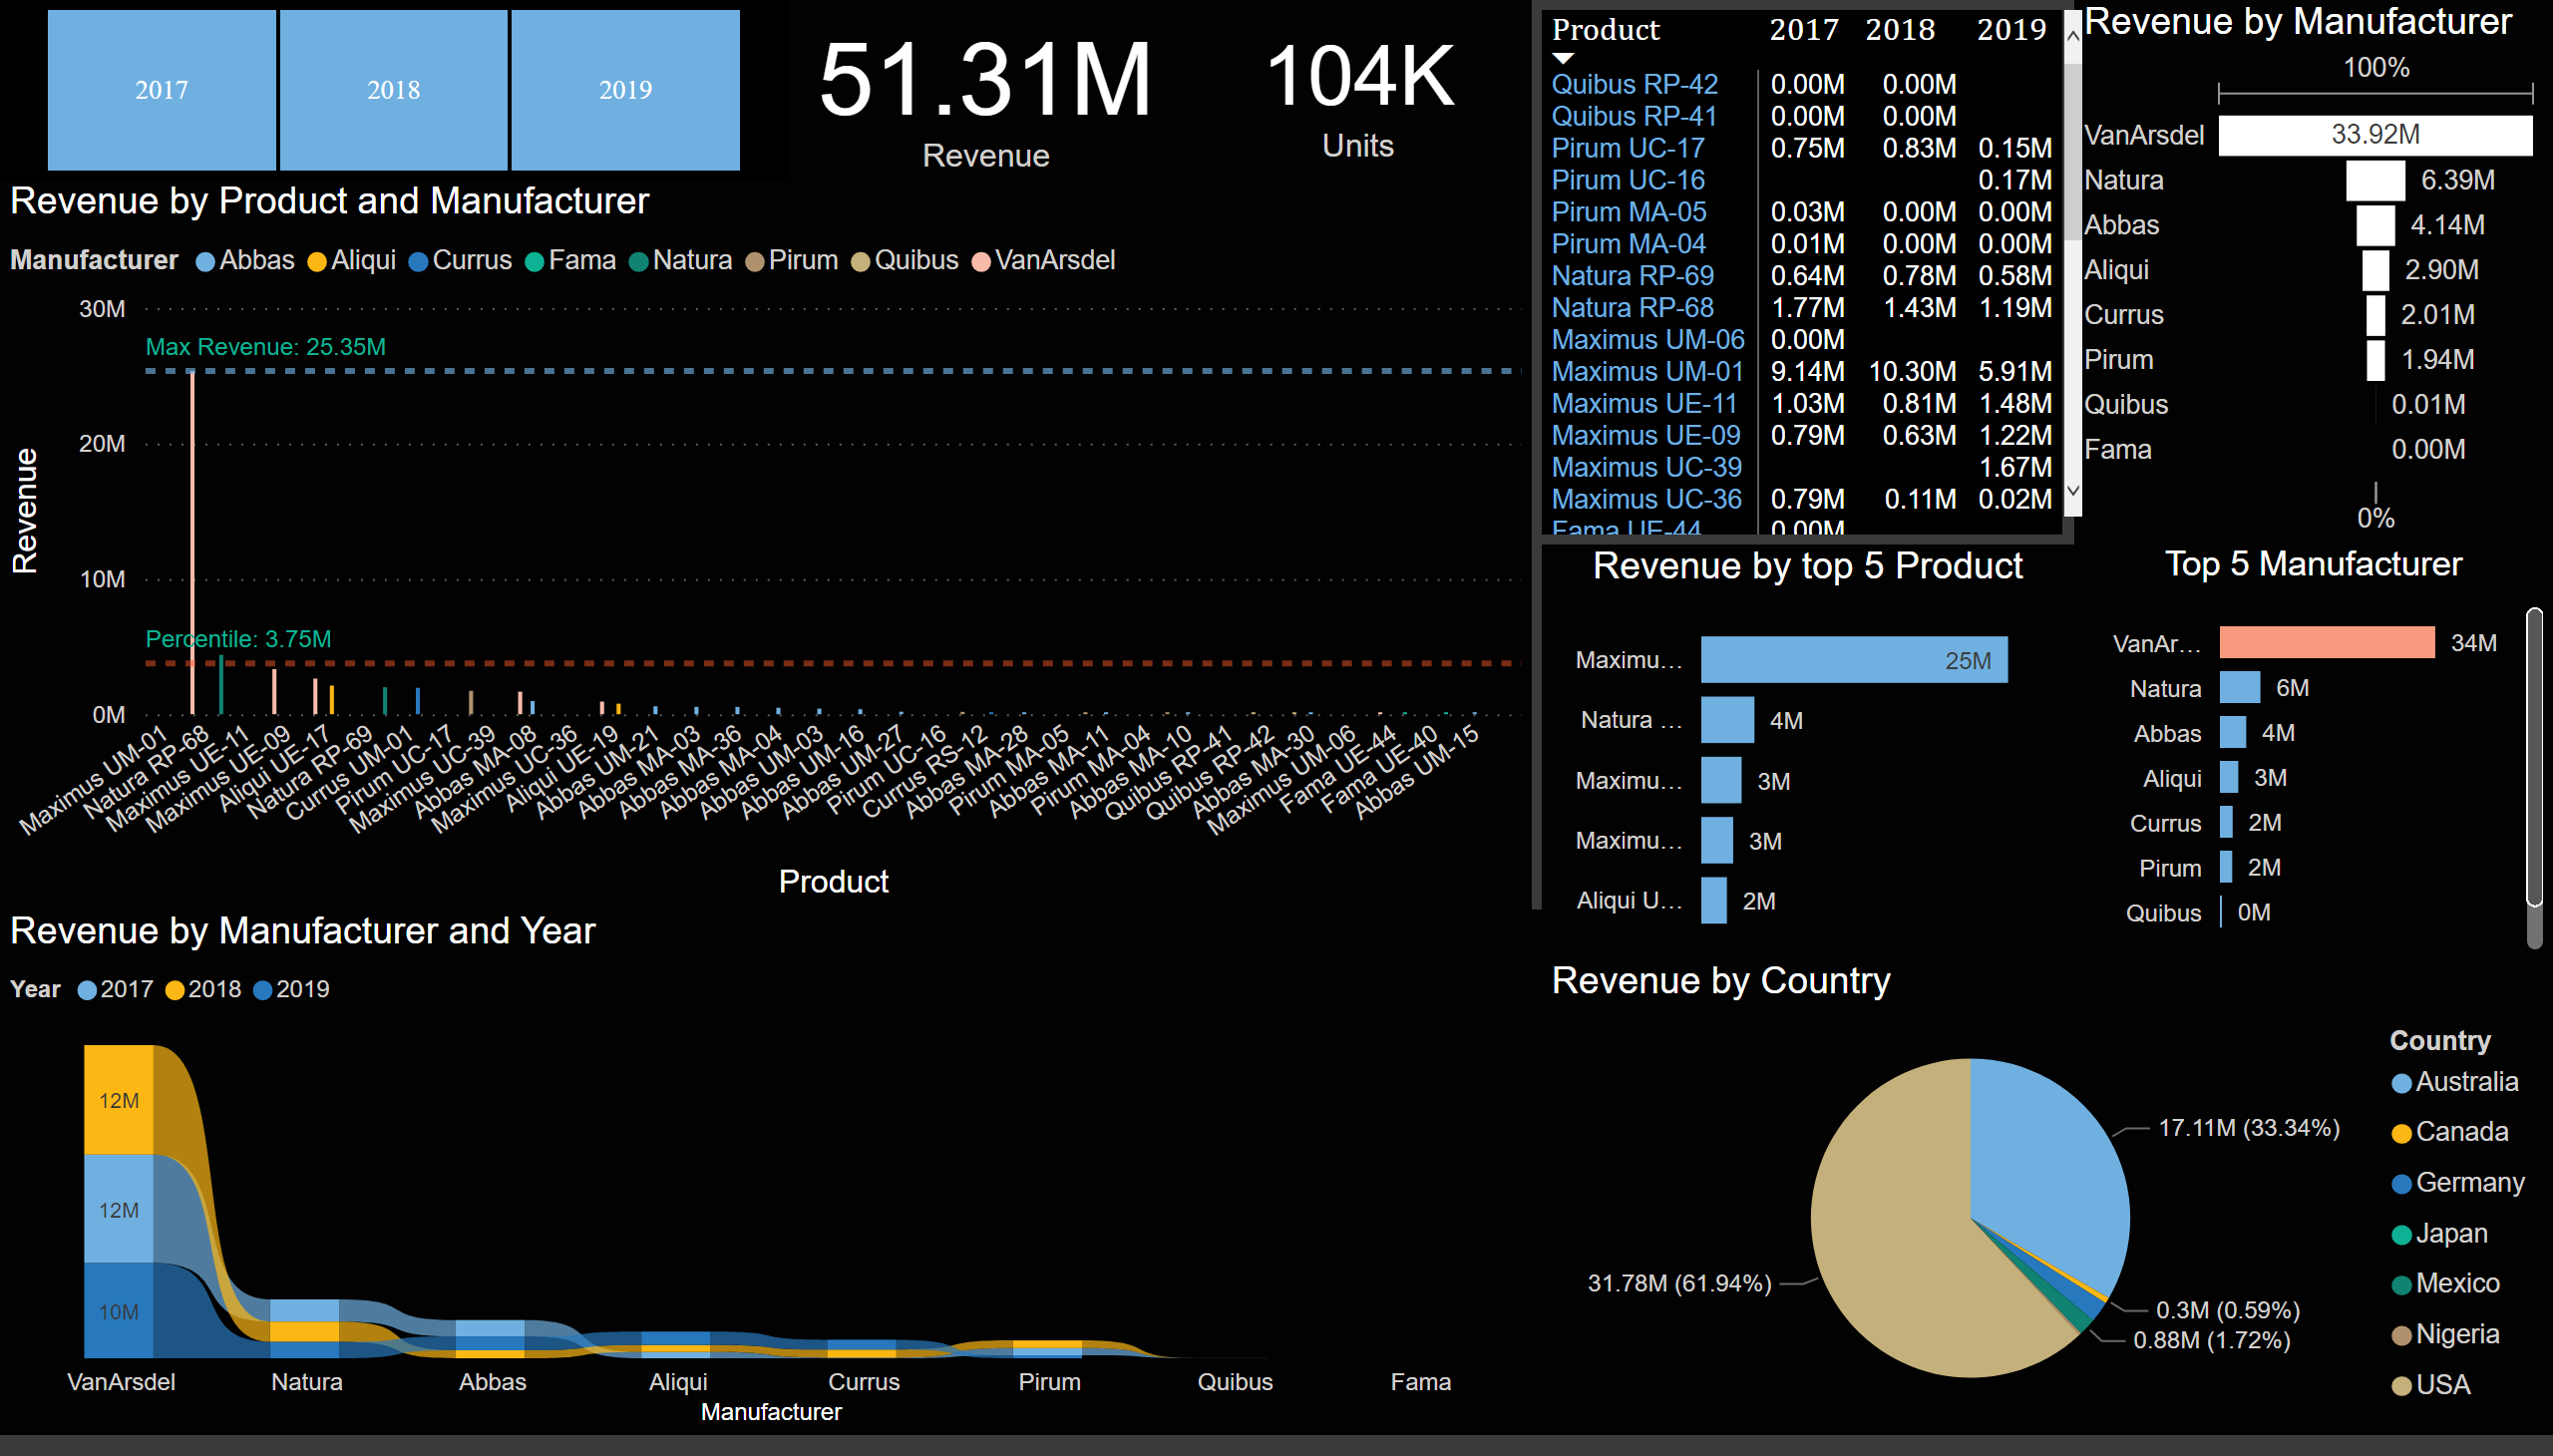 2017
2018
2019
51.31M
Revenue
104K
Units
Revenue by Product and Manufacturer
Manufacturer Abbas Aliqui Currus Fama Natura Pirum Quibus VanArsdel
30M
Max Revenue: 25.35M
20M
10M
Percentile: 3.75M
0M
Revenue
Maximus UM-01
Natura RP-68
Maximus UE-11
Maximus UE-09
Aliqui UE-17
Natura RP-69
Currus UM-01
Pirum UC-17
Maximus UC-39
Abbas MA-08
Maximus UC-36
Aliqui UE-19
Abbas UM-21
Abbas MA-03
Abbas MA-36
Abbas MA-04
Abbas UM-03
Abbas UM-16
Abbas UM-27
Pirum UC-16
Currus RS-12
Abbas MA-28
Pirum MA-05
Abbas MA-11
Pirum MA-04
Abbas MA-10
Quibus RP-41
Quibus RP-42
Abbas MA-30
Maximus UM-06
Fama UE-44
Fama UE-40
Abbas UM-15
Product
Product 2017 2018 2019
Quibus RP-42 0.00M 0.00M
Quibus RP-41 0.00M 0.00M
Pirum UC-17 0.75M 0.83M 0.15M
Pirum UC-16 0.17M
Pirum MA-05 0.03M 0.00M 0.00M
Pirum MA-04 0.01M 0.00M 0.00M
Natura RP-69 0.64M 0.78M 0.58M
Natura RP-68 1.77M 1.43M 1.19M
Maximus UM-06 0.00M
Maximus UM-01 9.14M 10.30M 5.91M
Maximus UE-11 1.03M 0.81M 1.48M
Maximus UE-09 0.79M 0.63M 1.22M
Maximus UC-39 1.67M
Maximus UC-36 0.79M 0.11M 0.02M
Fama UE-44 0.00M
Revenue by Manufacturer
100%
VanArsdel 33.92M
Natura 6.39M
Abbas 4.14M
Aliqui 2.90M
Currus 2.01M
Pirum 1.94M
Quibus 0.01M
Fama 0.00M
0%
Revenue by top 5 Product
Maximu… 25M
Natura … 4M
Maximu… 3M
Maximu… 3M
Aliqui U… 2M
Top 5 Manufacturer
VanAr… 34M
Natura 6M
Abbas 4M
Aliqui 3M
Currus 2M
Pirum 2M
Quibus 0M
Revenue by Manufacturer and Year
Year 2017 2018 2019
12M
12M
10M
VanArsdel
Natura
Abbas
Aliqui
Currus
Pirum
Quibus
Fama
Manufacturer
Revenue by Country
17.11M (33.34%)
0.3M (0.59%)
0.88M (1.72%)
31.78M (61.94%)
Country
Australia
Canada
Germany
Japan
Mexico
Nigeria
USA